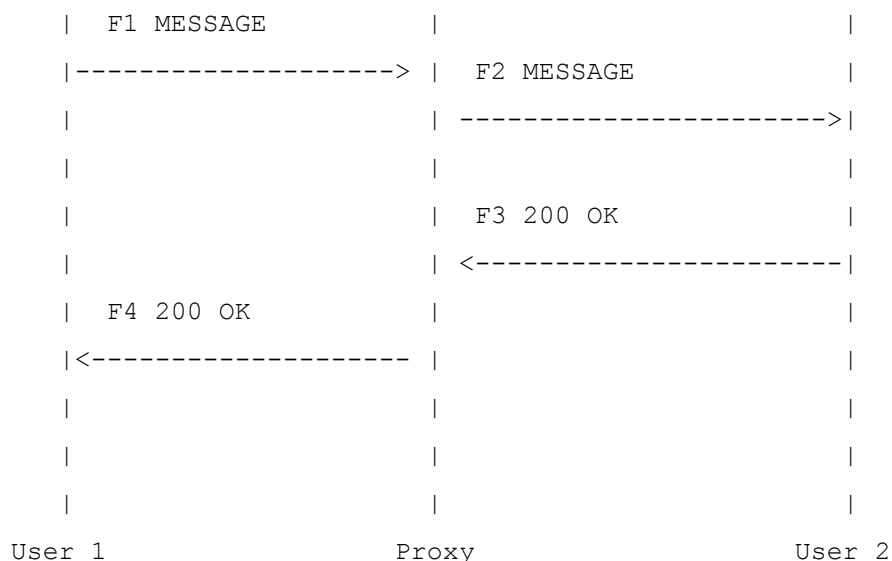 | F1 MESSAGE | |
|--------------------> | F2 MESSAGE |
| | ----------------------->|
| | |
| | F3 200 OK |
| | <-----------------------|
| F4 200 OK | |
|<-------------------- | |
| | |
| | |
| | |
User 1 Proxy User 2